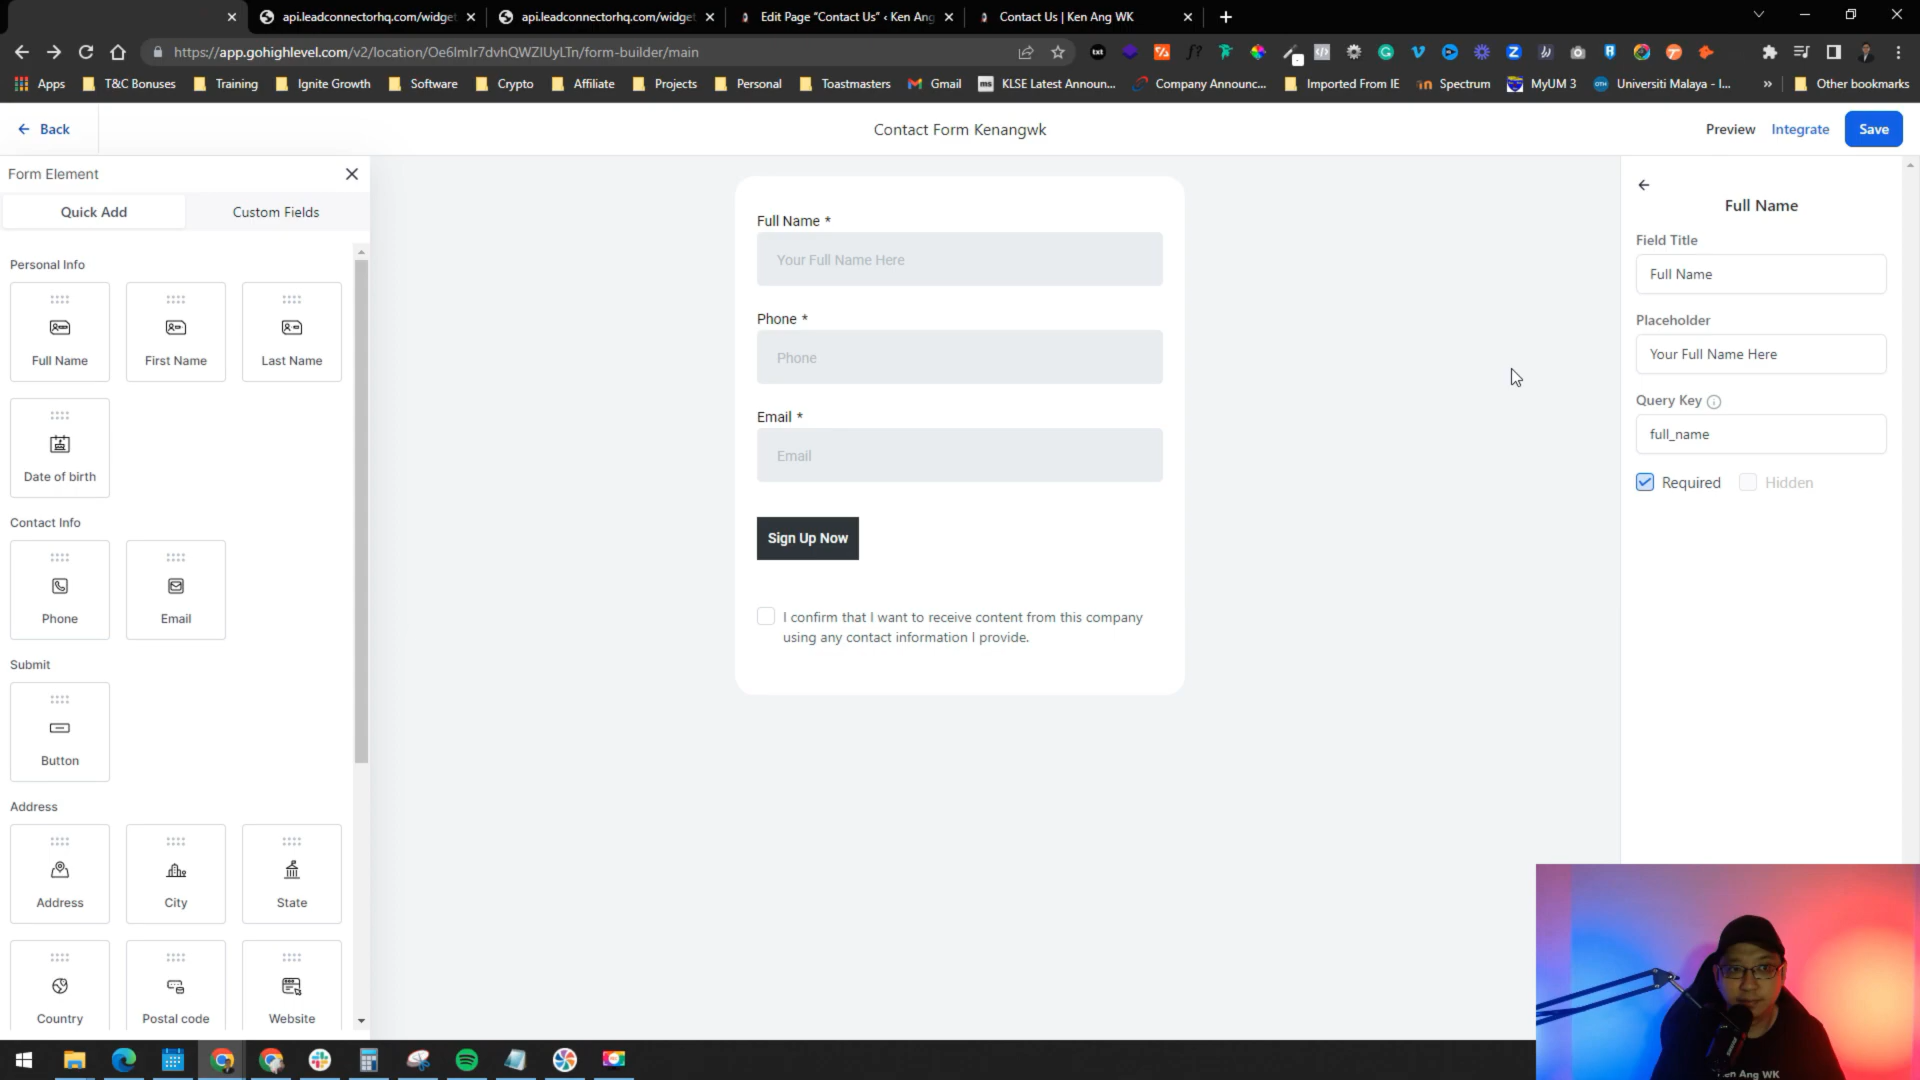 api.leadconnectorhq.com/widget
api.leadconnectorhq.com/widget
Edit Page “Contact Us” ‹ Ken Ang
Contact Us | Ken Ang WK
https://app.gohighlevel.com/v2/location/Oe6lmIr7dvhQWZIUyLTn/form-builder/main
Apps
T&C Bonuses
Training
Ignite Growth
Software
Crypto
Affiliate
Projects
Personal
Toastmasters
Gmail
KLSE Latest Announ...
Company Announc...
Imported From IE
Spectrum
MyUM 3
Universiti Malaya - I...
Other bookmarks
Back
Contact Form Kenangwk
Preview
Integrate
Save
Form Element
Quick Add
Custom Fields
Personal Info
Full Name
First Name
Last Name
Date of birth
Contact Info
Phone
Email
Submit
Button
Address
Address
City
State
Country
Postal code
Website
Full Name *
Your Full Name Here
Phone *
Phone
Email *
Email
Sign Up Now
I confirm that I want to receive content from this company
using any contact information I provide.
Full Name
Field Title
Full Name
Placeholder
Your Full Name Here
Query Key
full_name
Required
Hidden
Ken Ang WK